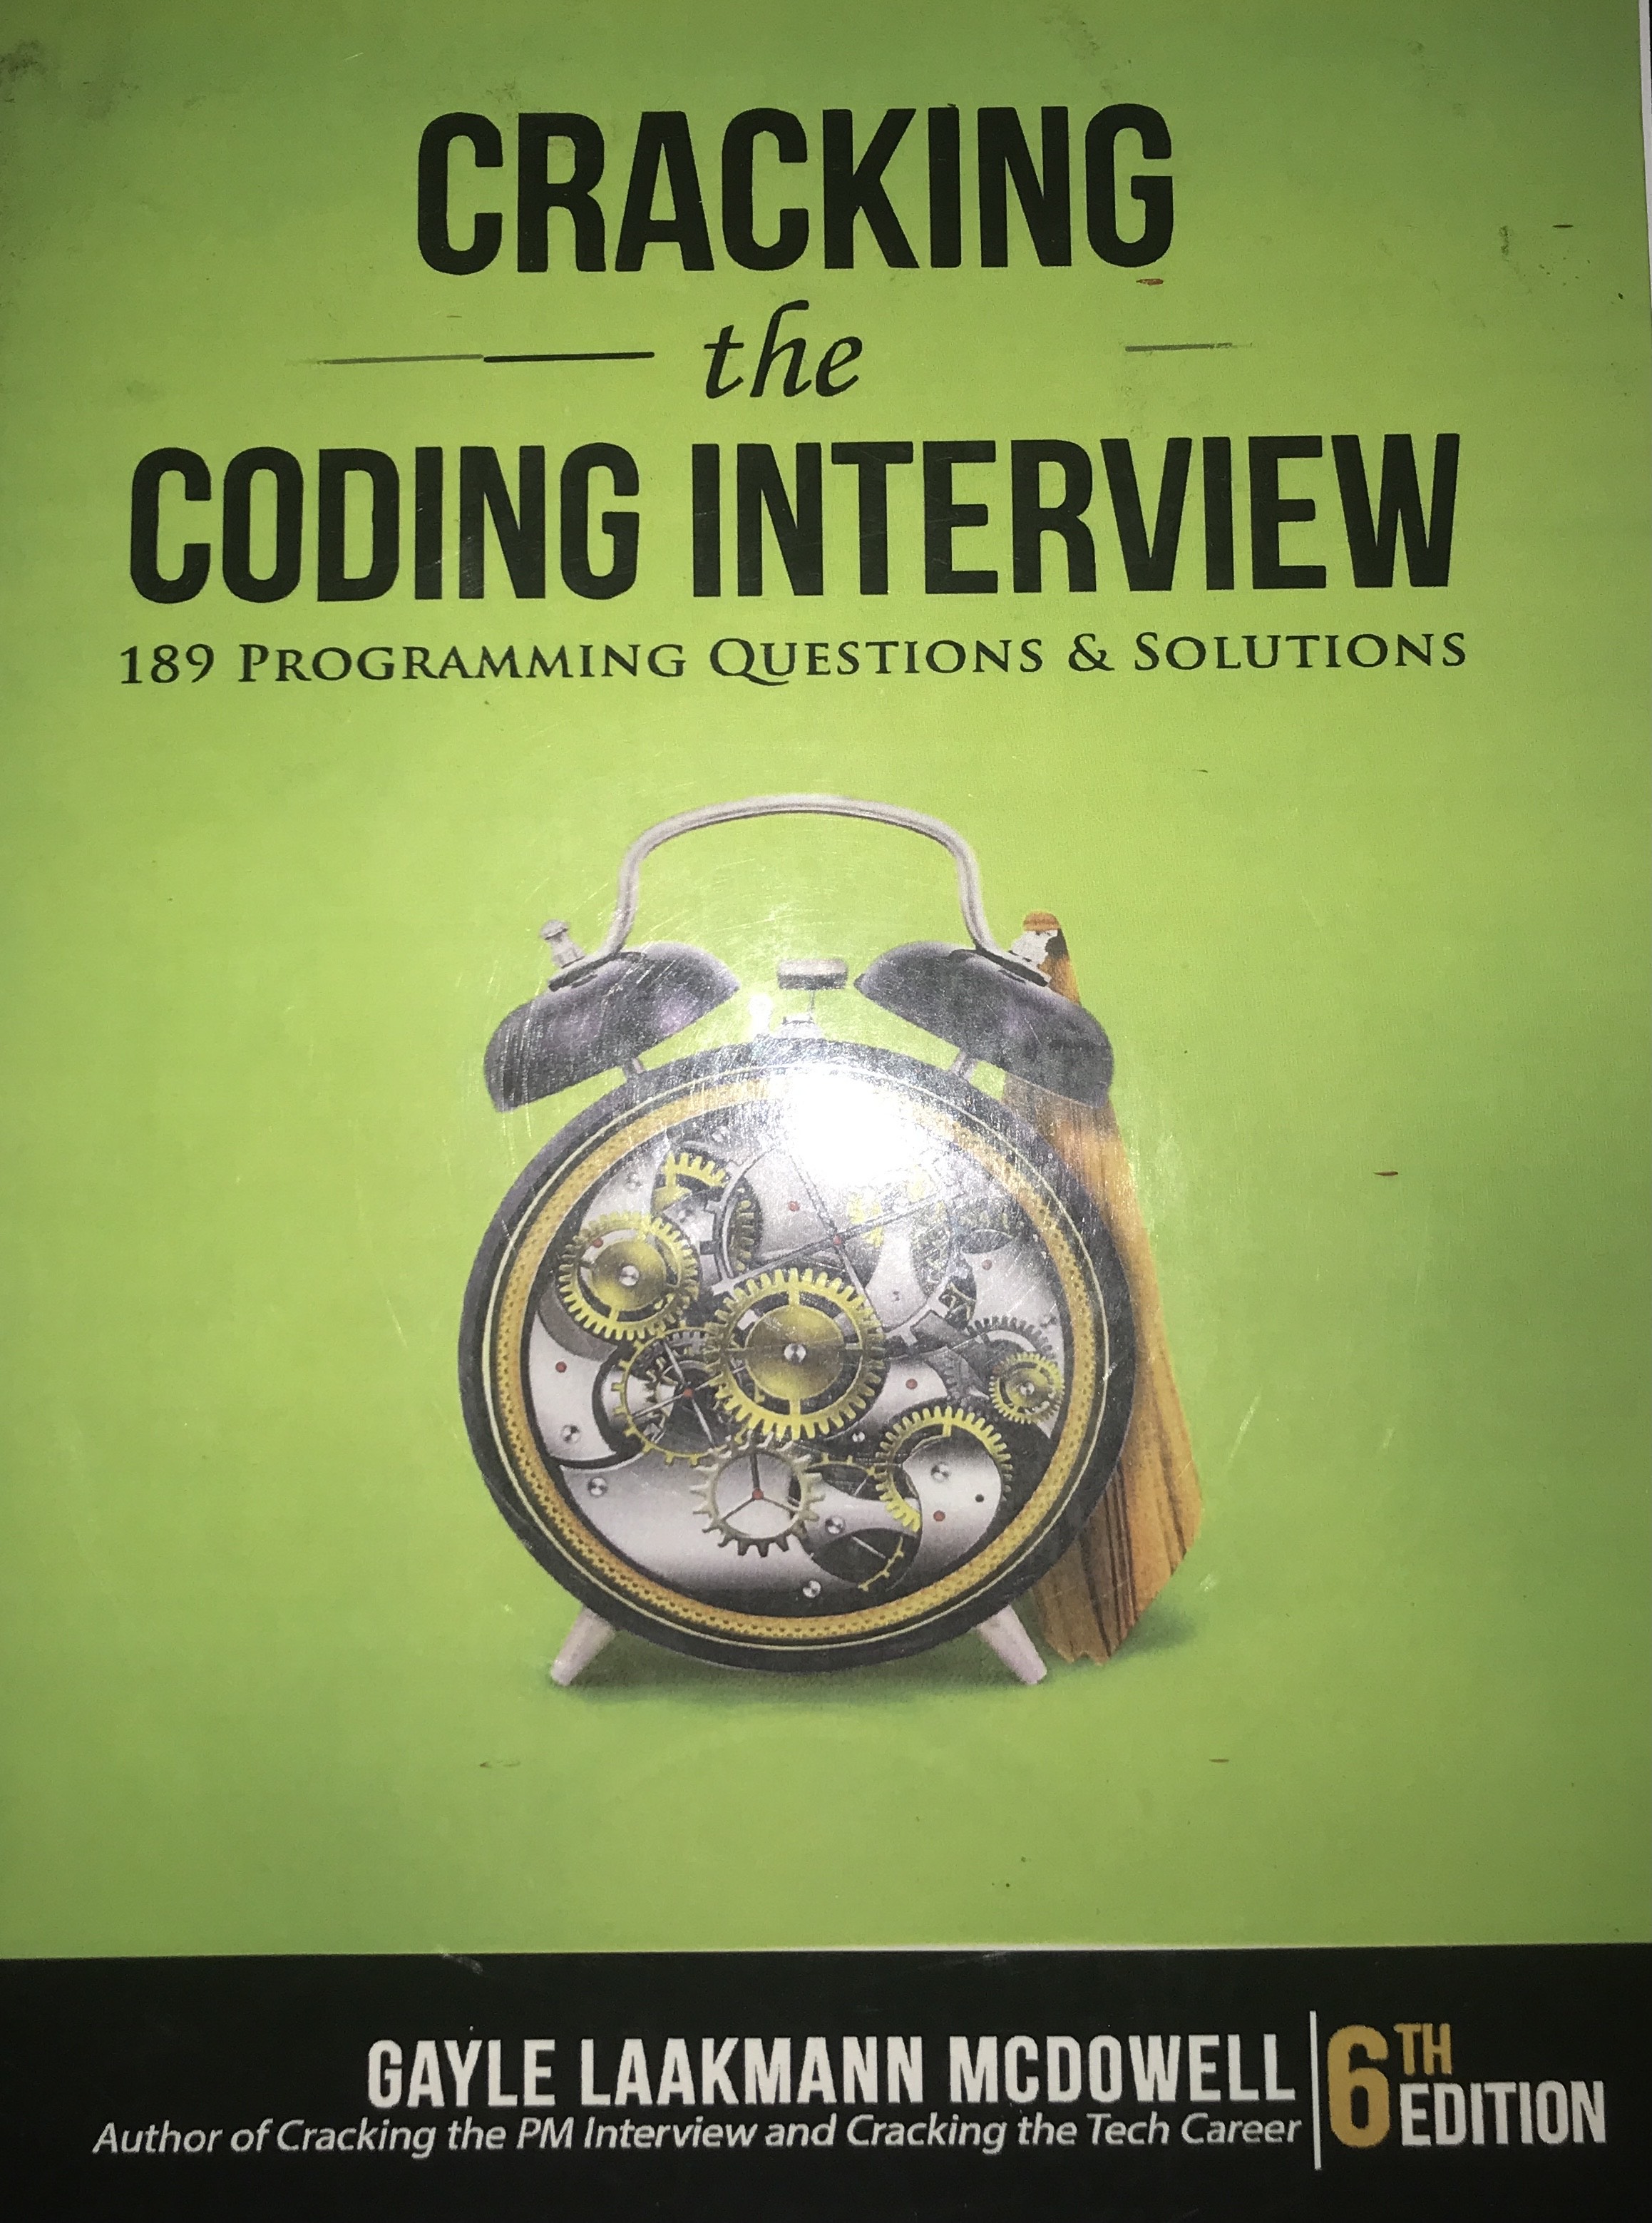 CRACKING
the
CODING INTERVIEW
189 PROGRAMMING QUESTIONS & SOLUTIONS
GAYLE LAAKMANN MCDOWELL
Author of Cracking the PM Interview and Cracking the Tech Career
6TH
EDITION